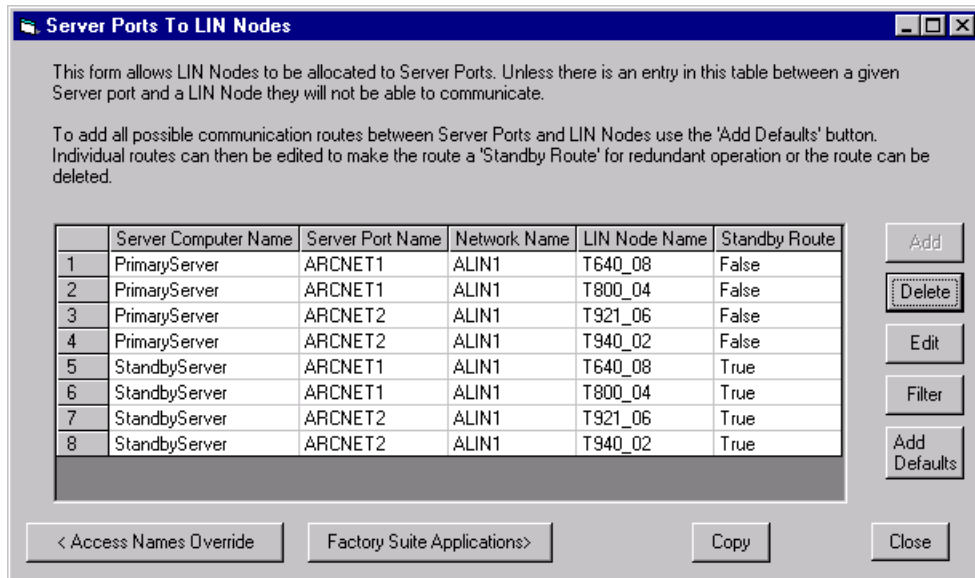 Server Ports To LIN Nodes
This form allows LIN Nodes to be allocated to Server Ports. Unless there is an entry in this table between a given
Server port and a LIN Node they will not be able to communicate.
To add all possible communication routes between Server Ports and LIN Nodes use the 'Add Defaults' button.
Individual routes can then be edited to make the route a 'Standby Route' for redundant operation or the route can be
deleted.
Server Computer Name Server Port Name Network Name LIN Node Name Standby Route
1 PrimaryServer ARCNET1 ALIN1 T640_08 False
2 PrimaryServer ARCNET1 ALIN1 T800_04 False
3 PrimaryServer ARCNET2 ALIN1 T921_06 False
4 PrimaryServer ARCNET2 ALIN1 T940_02 False
5 StandbyServer ARCNET1 ALIN1 T640_08 True
6 StandbyServer ARCNET1 ALIN1 T800_04 True
7 StandbyServer ARCNET2 ALIN1 T921_06 True
8 StandbyServer ARCNET2 ALIN1 T940_02 True
Add
Delete
Edit
Filter
Add
Defaults
< Access Names Override
Factory Suite Applications>
Copy
Close